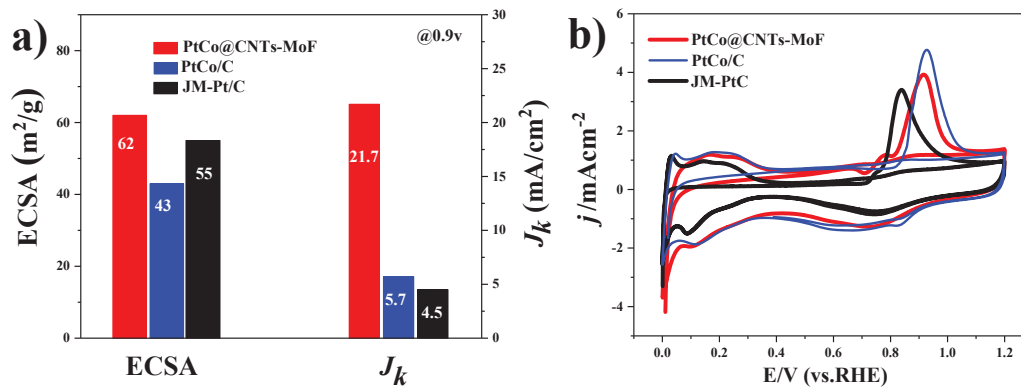 a)
@0.9v
PtCo@CNTs-MoF
PtCo/C
JM-Pt/C
ECSA (m²/g)
80
60
40
20
0
62
43
55
21.7
5.7
4.5
ECSA
Jk
30
25
20
15
10
5
0
Jk (mA/cm²)
b)
PtCo@CNTs-MoF
PtCo/C
JM-PtC
j /mAcm⁻²
6
4
2
0
-2
-4
0.0 0.2 0.4 0.6 0.8 1.0 1.2
E/V (vs.RHE)